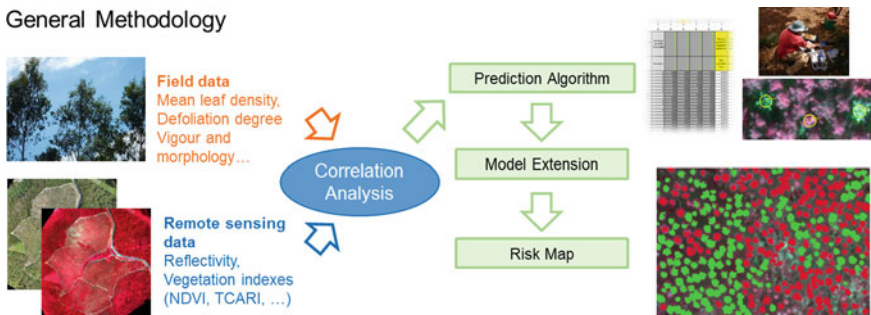 General Methodology
Field data
Mean leaf density,
Defoliation degree
Vigour and
morphology…
Correlation
Analysis
Remote sensing
data
Reflectivity,
Vegetation indexes
(NDVI, TCARI, …)
Prediction Algorithm
Model Extension
Risk Map